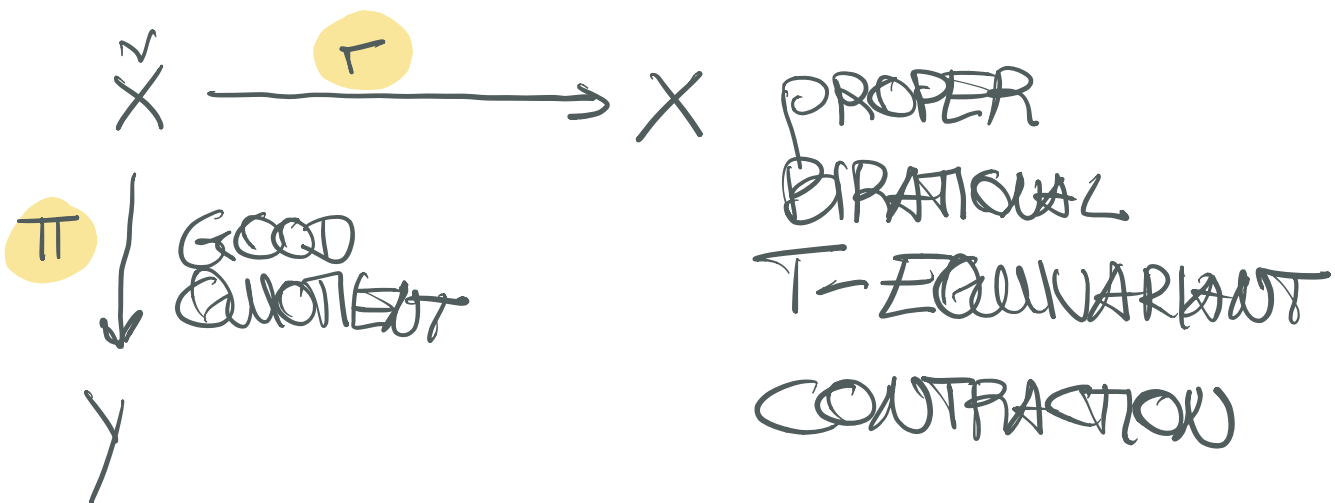 X̌ r X PROPER
BIRATIONAL
π GOOD
QUOTIENT T-EQUIVARIANT
Y CONTRACTION